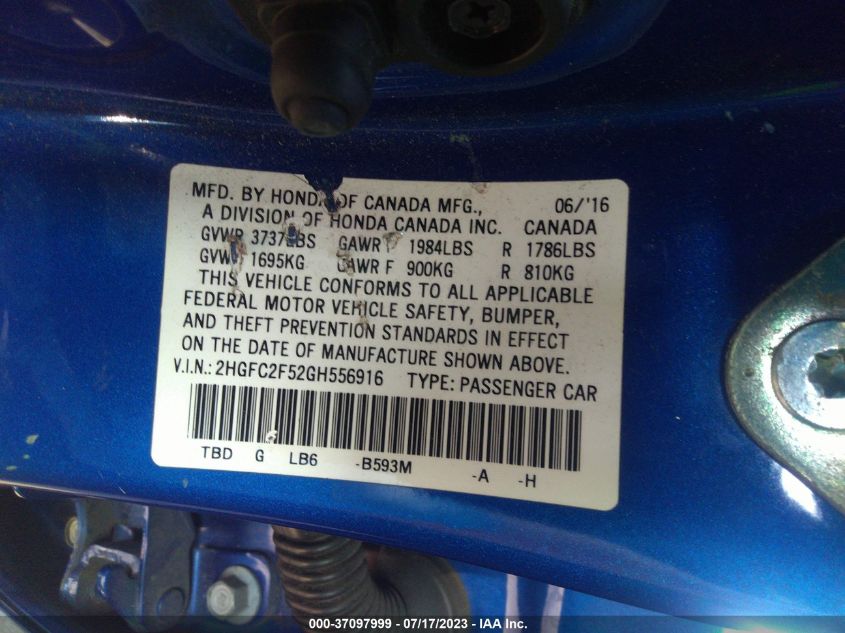 MFD. BY HONDA OF CANADA MFG., 06/'16
A DIVISION OF HONDA CANADA INC. CANADA
GVWR LBS GAWR 1984LBS R 1786LBS
GVWR 1695KG GAWR F 900KG R 810KG
THIS VEHICLE CONFORMS TO ALL APPLICABLE
FEDERAL MOTOR VEHICLE SAFETY, BUMPER,
AND THEFT PREVENTION STANDARDS IN EFFECT
ON THE DATE OF MANUFACTURE SHOWN ABOVE.
V.I.N.: 2HGFC2F52GH556916 TYPE: PASSENGER CAR
TBD G LB6 -B593M -A -H
000-37097999 - 07/17/2023 - IAA Inc.